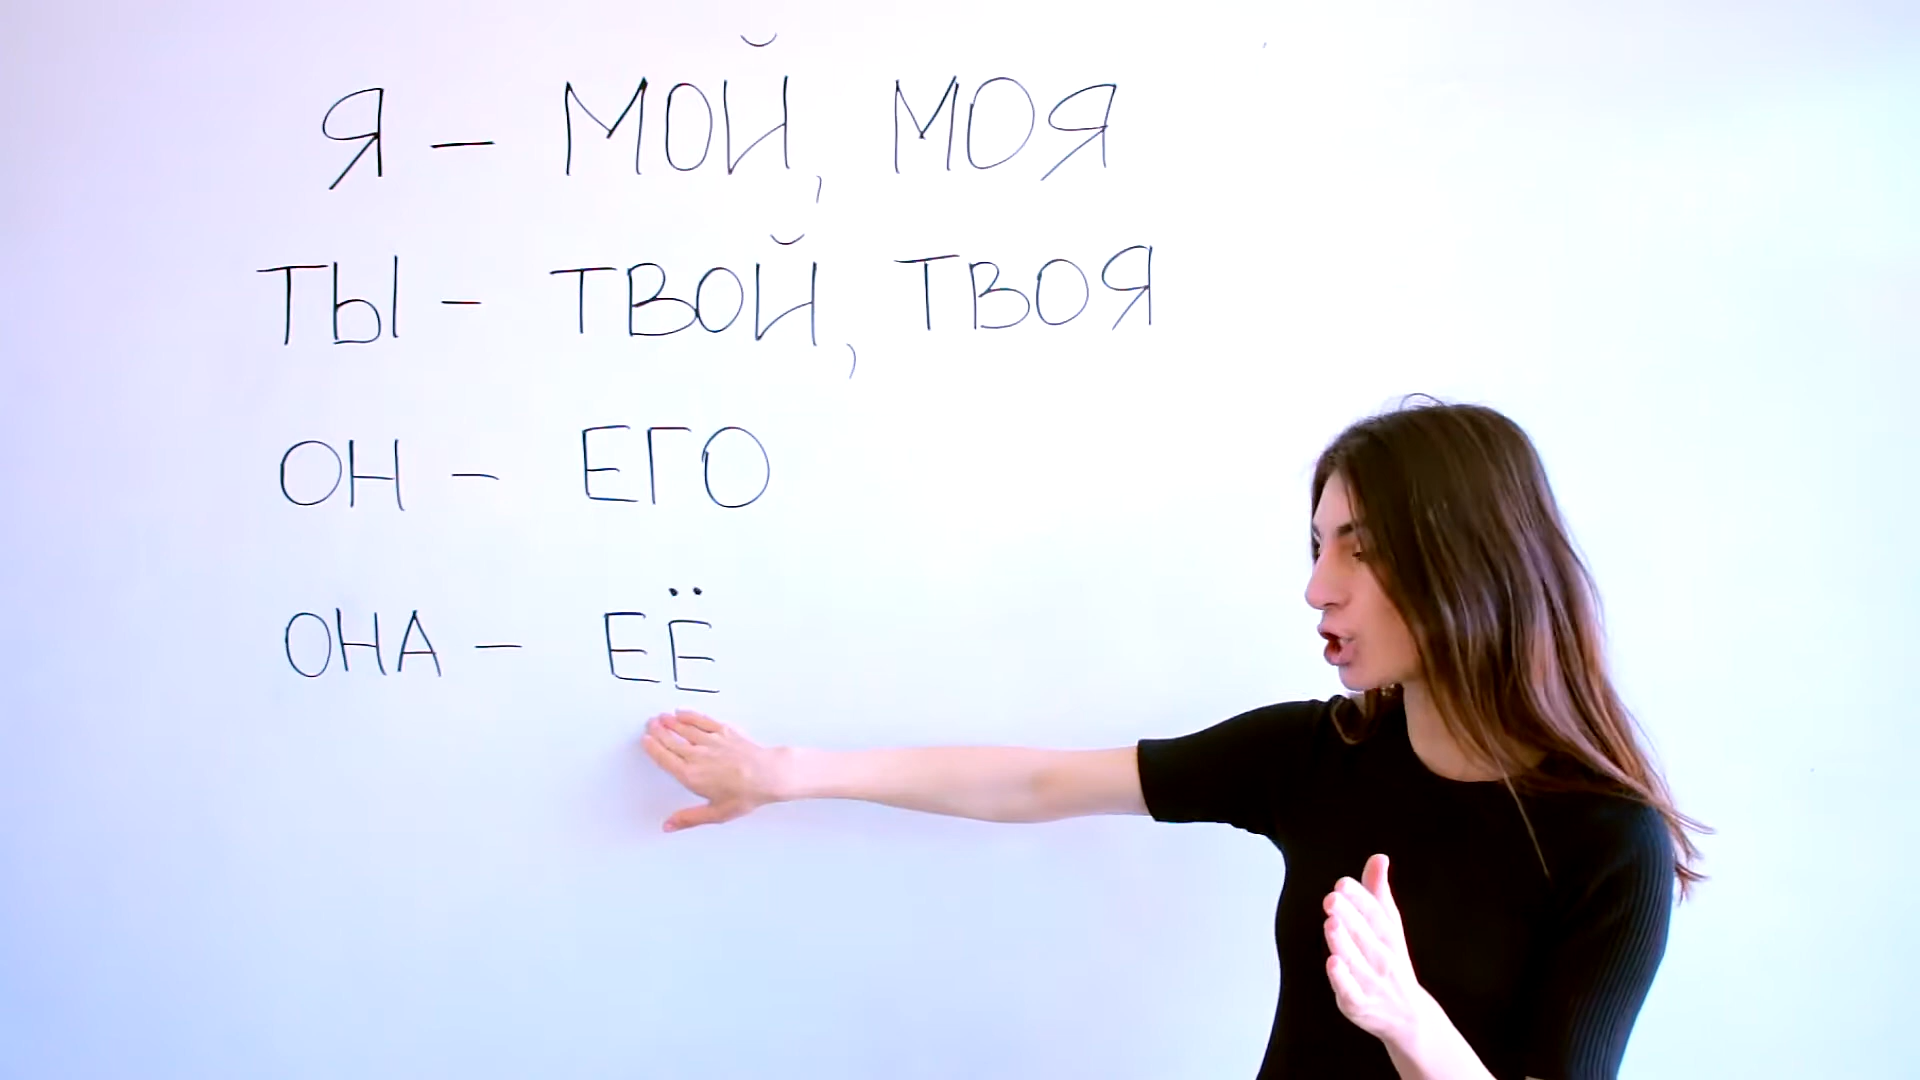 Я – МОЙ, МОЯ
ТЫ – ТВОЙ, ТВОЯ
ОН – ЕГО
ОНА – ЕЁ